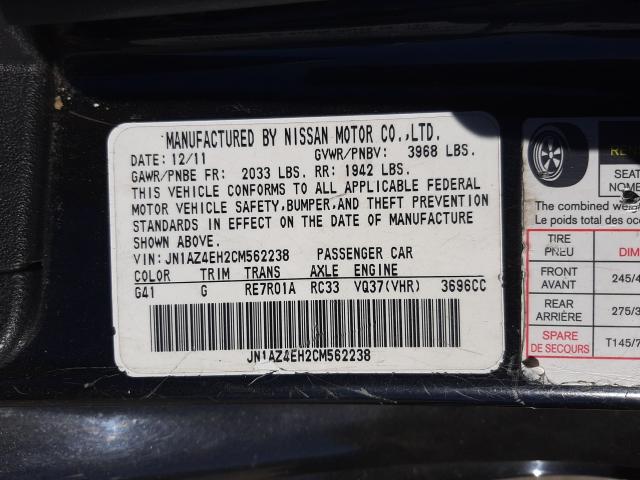 MANUFACTURED BY NISSAN MOTOR CO.,LTD.
DATE: 12/11 GVWR/PNBV: 3968 LBS.
GAWR/PNBE FR: 2033 LBS. RR: 1942 LBS.
THIS VEHICLE CONFORMS TO ALL APPLICABLE FEDERAL
MOTOR VEHICLE SAFETY,BUMPER,AND THEFT PREVENTION
STANDARDS IN EFFECT ON THE DATE OF MANUFACTURE
SHOWN ABOVE.
VIN: JN1AZ4EH2CM562238 PASSENGER CAR
COLOR TRIM TRANS AXLE ENGINE
G41 G RE7R01A RC33 VQ37(VHR) 3696CC
JN1AZ4EH2CM562238
SEAT
The combined
Le poids total des
TIRE
PNEU
DIM
FRONT
AVANT
245/4
REAR
ARRIÈRE
275/3
SPARE
DE SECOURS
T145/7